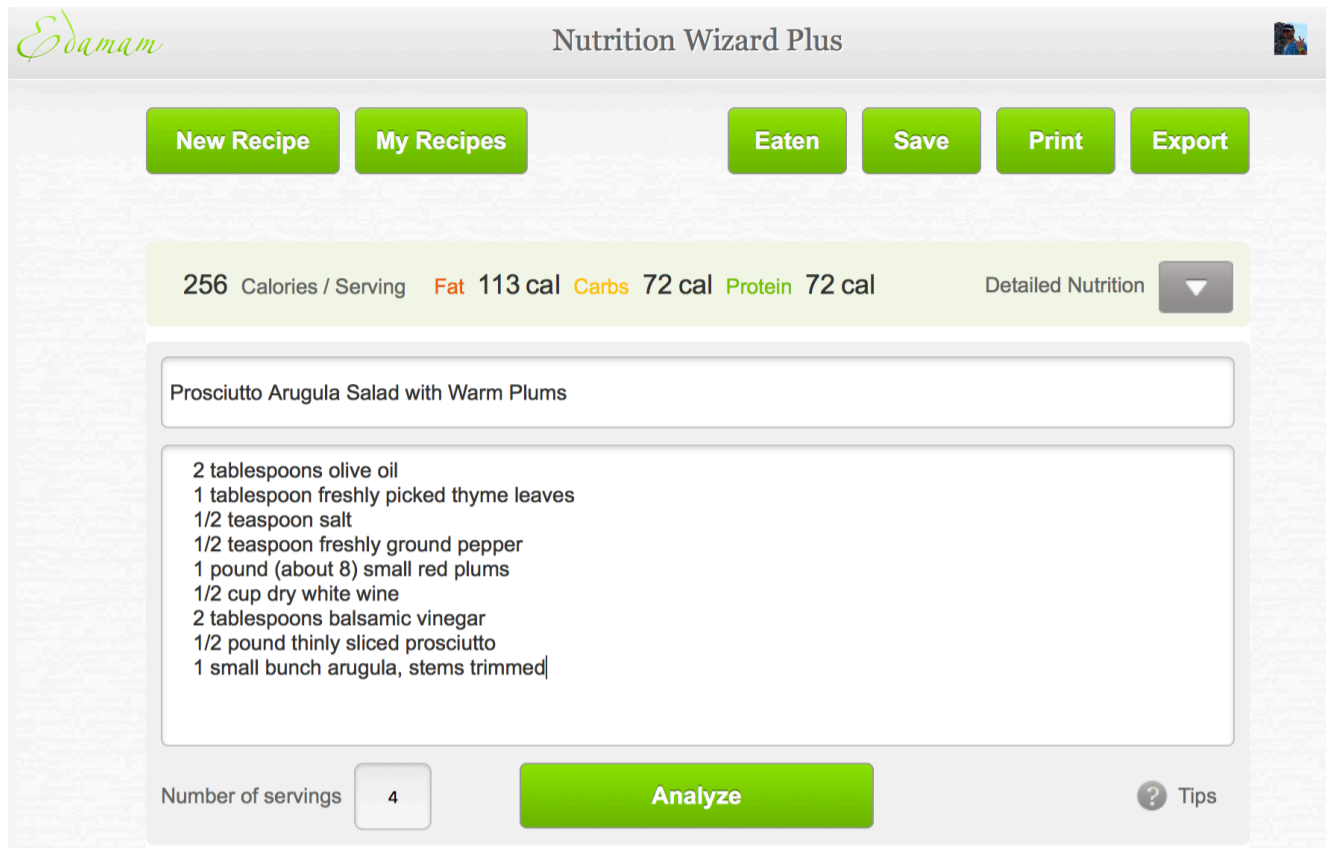 Edamam
Nutrition Wizard Plus
New Recipe
My Recipes
Eaten
Save
Print
Export
256 Calories / Serving Fat 113 cal Carbs 72 cal Protein 72 cal
Detailed Nutrition
Prosciutto Arugula Salad with Warm Plums
2 tablespoons olive oil
1 tablespoon freshly picked thyme leaves
1/2 teaspoon salt
1/2 teaspoon freshly ground pepper
1 pound (about 8) small red plums
1/2 cup dry white wine
2 tablespoons balsamic vinegar
1/2 pound thinly sliced prosciutto
1 small bunch arugula, stems trimmed
Number of servings 4
Analyze
? Tips